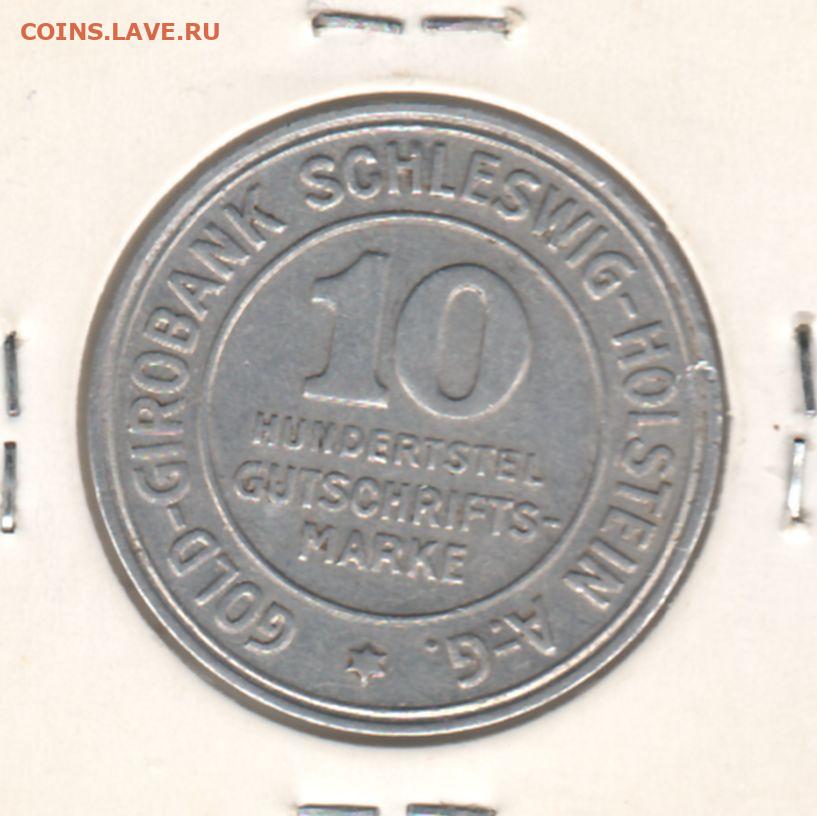 COINS.LAVE.RU
GOLD-GIROBANK SCHLESWIG-HOLSTEIN A-G.
10
HUNDERTSTEL
GUTSCHRIFTS-
MARKE